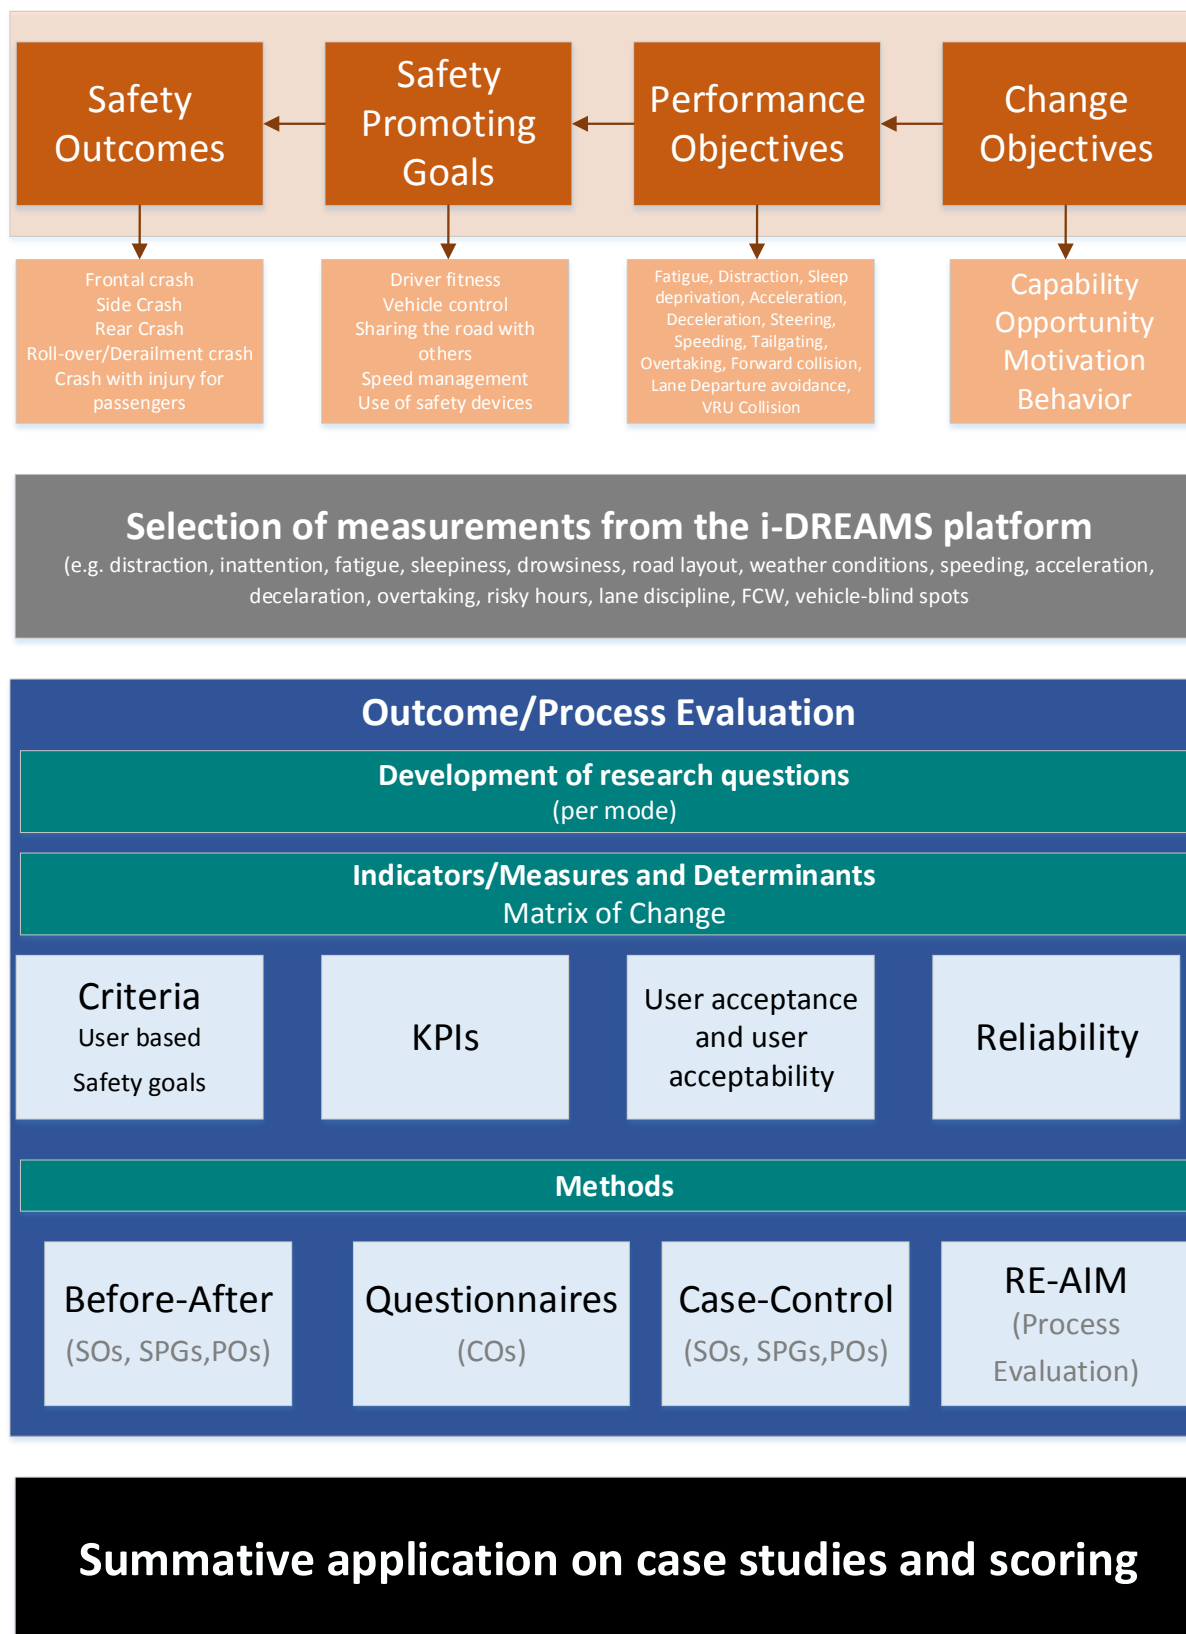 Safety
Outcomes
Safety
Promoting
Goals
Performance
Objectives
Change
Objectives
Frontal crash
Side Crash
Rear Crash
Roll-over/Derailment crash
Crash with injury for
passengers
Driver fitness
Vehicle control
Sharing the road with
others
Speed management
Use of safety devices
Fatigue, Distraction, Sleep
deprivation, Acceleration,
Deceleration, Steering,
Speeding, Tailgating,
Overtaking, Forward collision,
Lane Departure avoidance,
VRU Collision
Capability
Opportunity
Motivation
Behavior
Selection of measurements from the i-DREAMS platform
(e.g. distraction, inattention, fatigue, sleepiness, drowsiness, road layout, weather conditions, speeding, acceleration,
decelaration, overtaking, risky hours, lane discipline, FCW, vehicle-blind spots
Outcome/Process Evaluation
Development of research questions
(per mode)
Indicators/Measures and Determinants
Matrix of Change
Criteria
User based
Safety goals
KPIs
User acceptance
and user
acceptability
Reliability
Methods
Before-After
(SOs, SPGs,POs)
Questionnaires
(COs)
Case-Control
(SOs, SPGs,POs)
RE-AIM
(Process
Evaluation)
Summative application on case studies and scoring